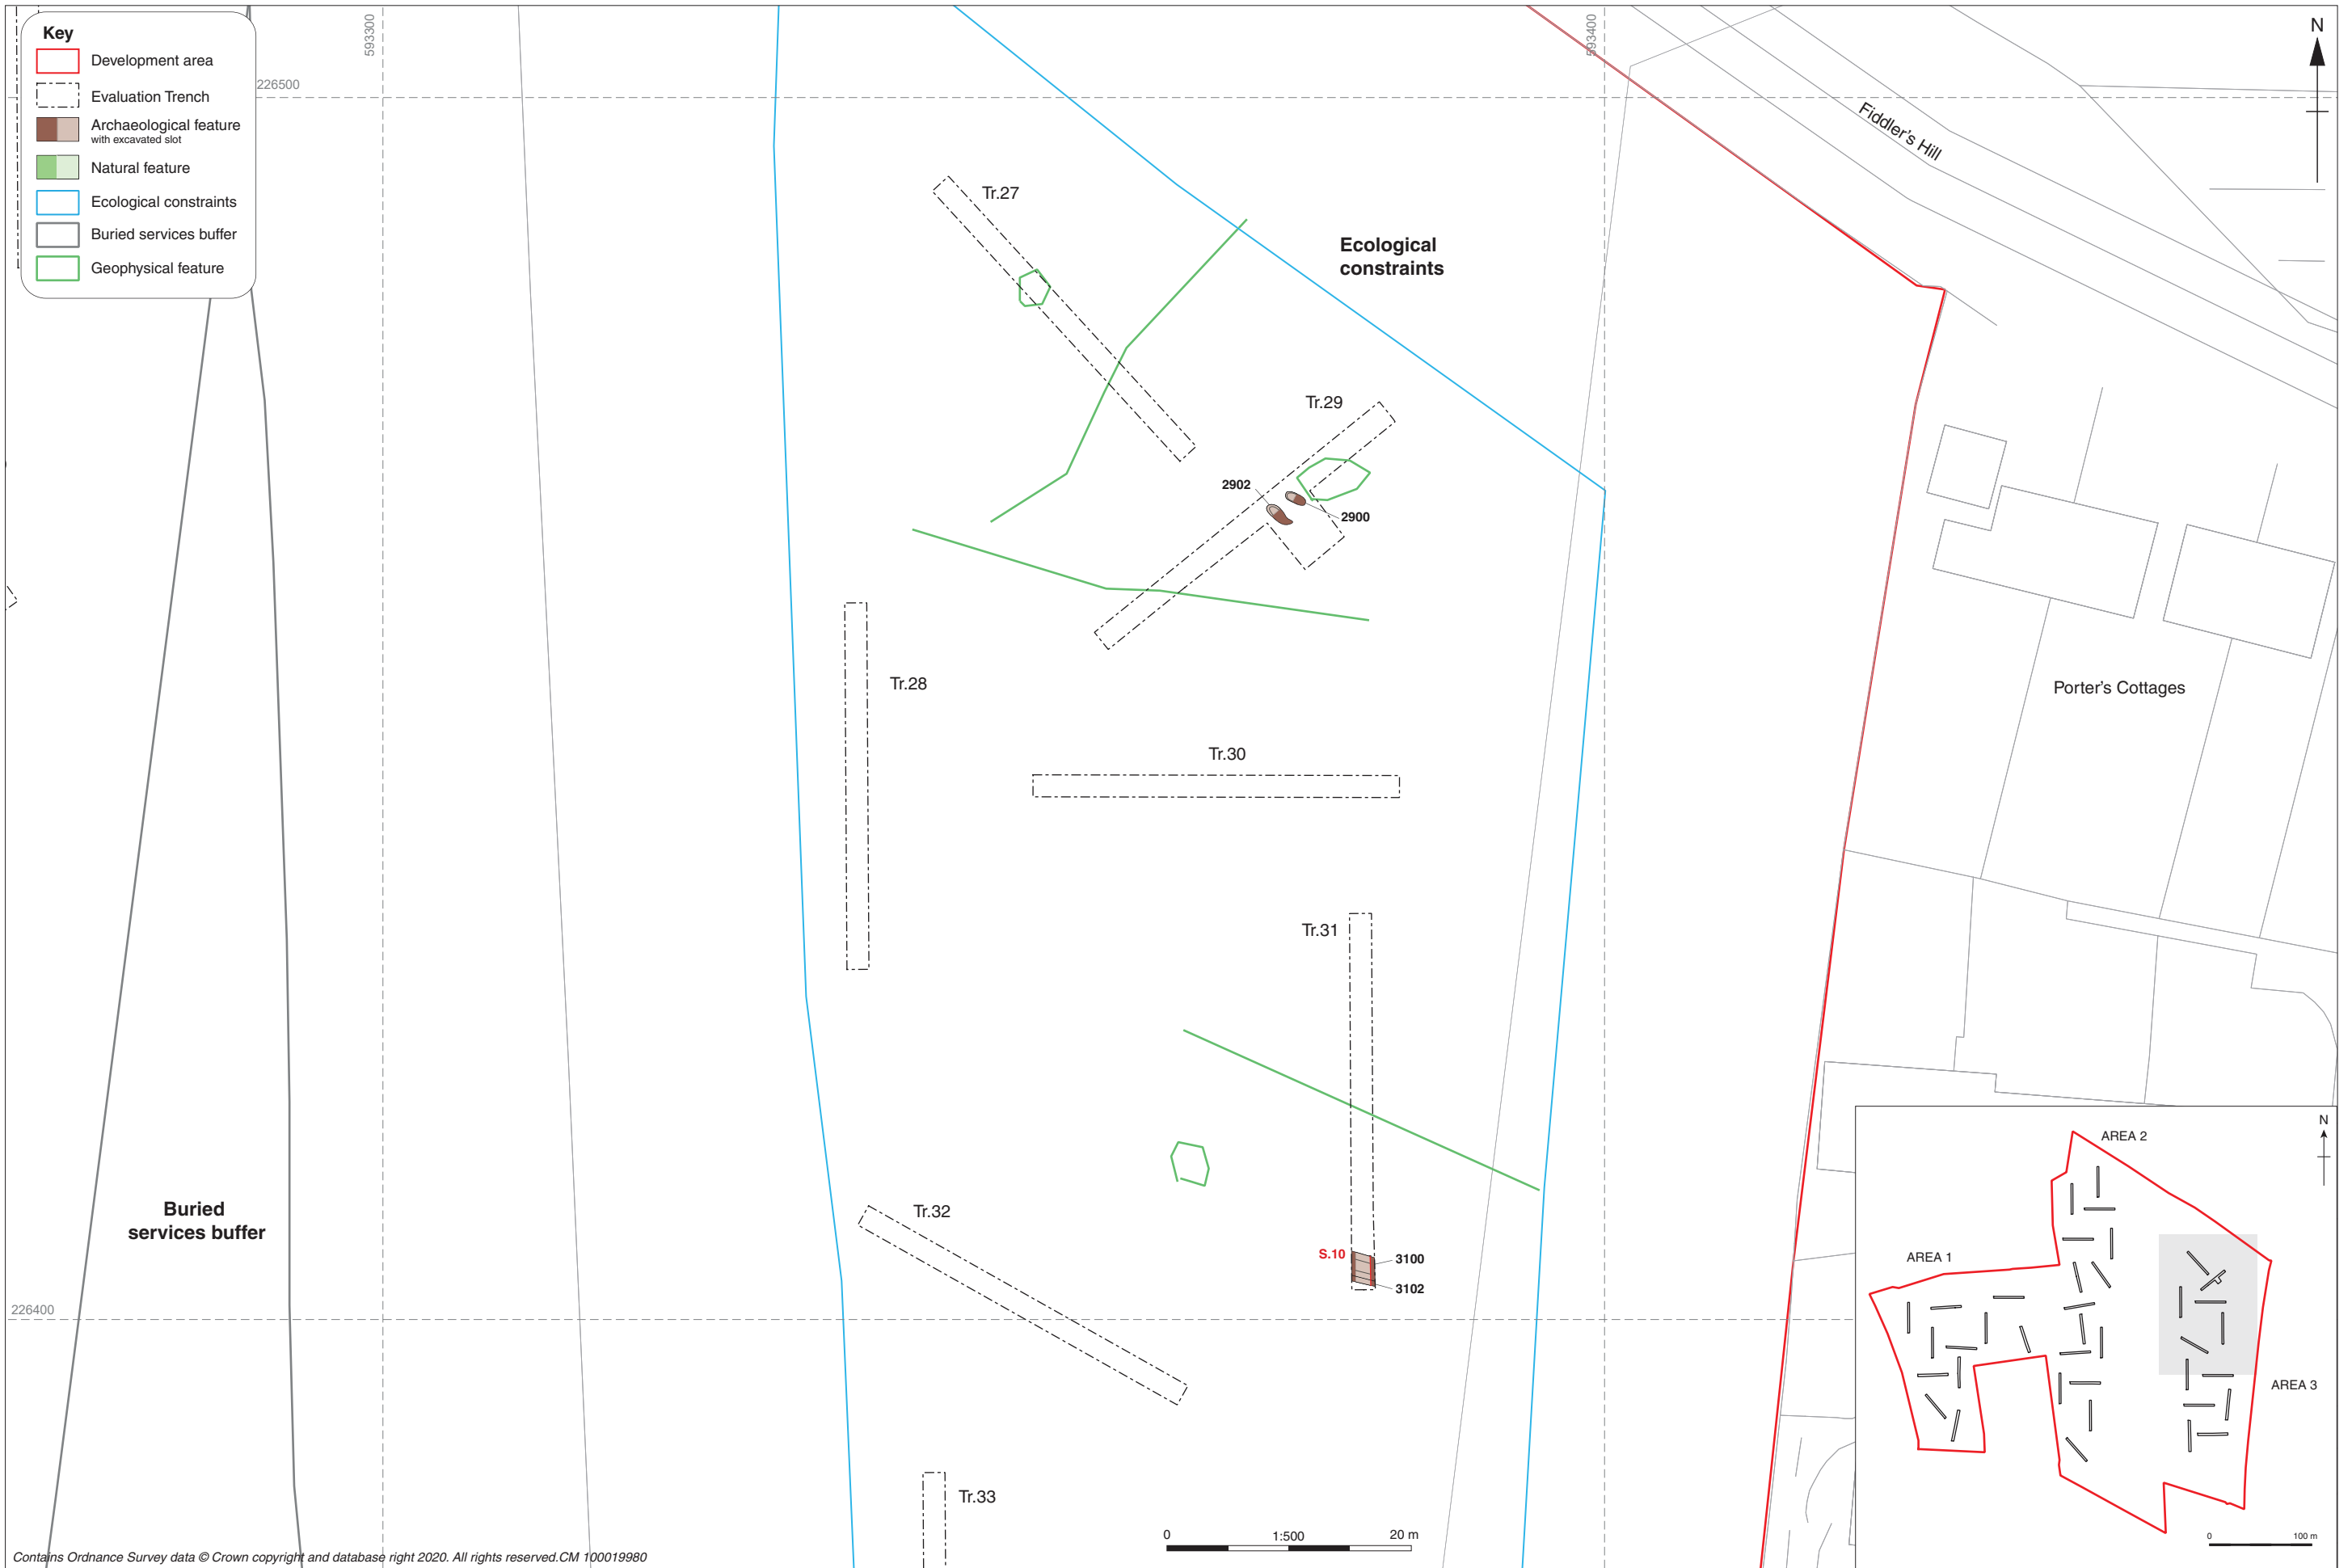 Key
Development area
Evaluation Trench
Archaeological feature
with excavated slot
Natural feature
Ecological constraints
Buried services buffer
Geophysical feature
593300
226500
593400
N
Fiddler's Hill
Tr.27
Ecological
constraints
Tr.29
2902
2900
Tr.28
Porter's Cottages
Tr.30
Tr.31
Tr.32
Buried
services buffer
S.10
3100
3102
226400
Tr.33
0
1:500
20 m
N
AREA 2
AREA 1
AREA 3
0
100 m
Contains Ordnance Survey data © Crown copyright and database right 2020. All rights reserved.CM 100019980